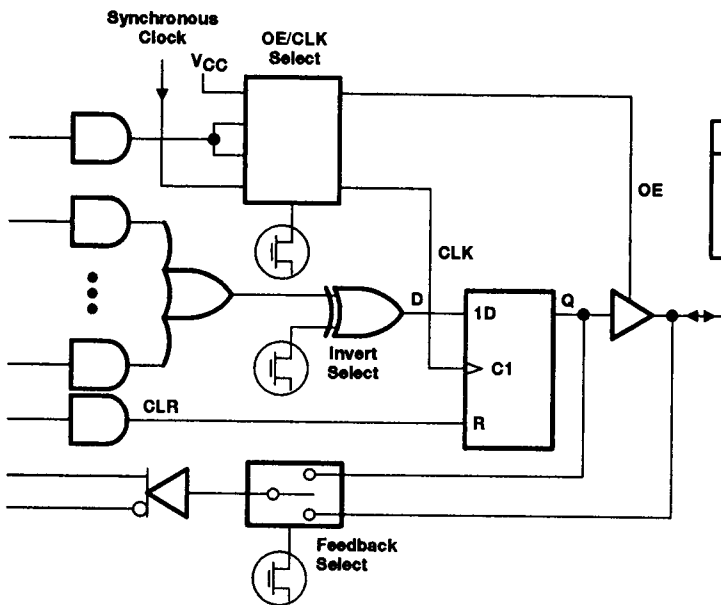 Synchronous
Clock
OE/CLK
Select
VCC
OE
CLK
D
1D
Q
C1
Invert
Select
CLR
R
Feedback
Select